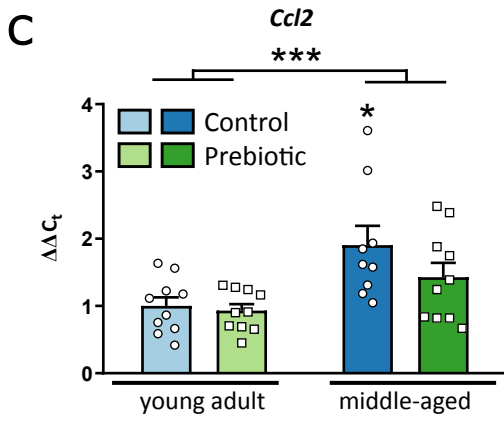 C
Ccl2
***
*
Control
Prebiotic
ΔΔCt
4
3
2
1
0
young adult
middle-aged